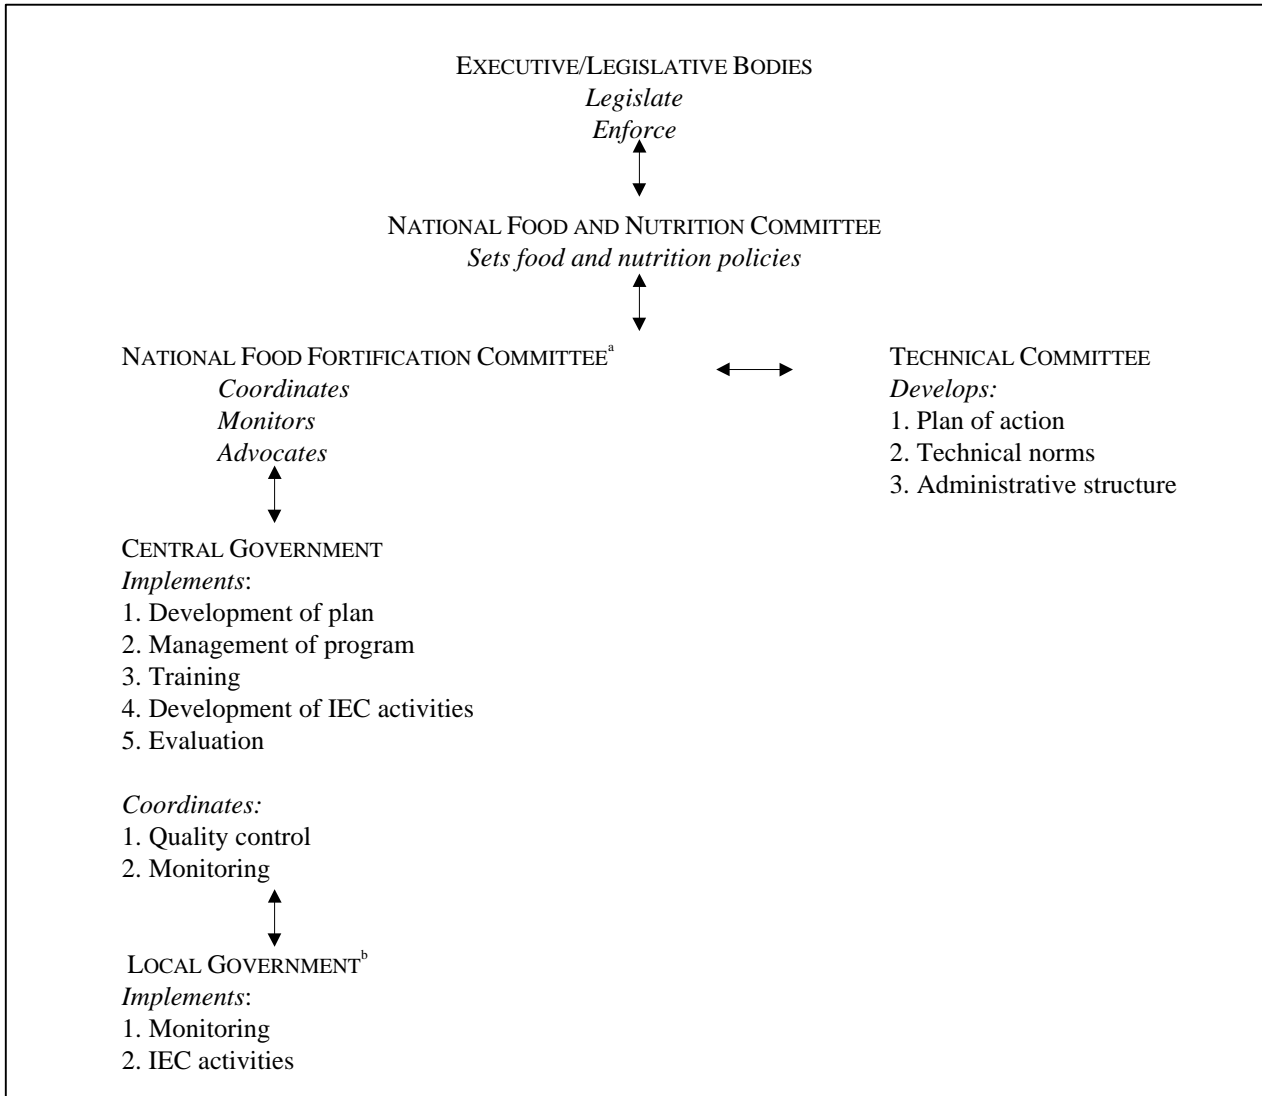 EXECUTIVE/LEGISLATIVE BODIES
Legislate
Enforce
NATIONAL FOOD AND NUTRITION COMMITTEE
Sets food and nutrition policies
NATIONAL FOOD FORTIFICATION COMMITTEEa
Coordinates
Monitors
Advocates
TECHNICAL COMMITTEE
Develops:
1. Plan of action
2. Technical norms
3. Administrative structure
CENTRAL GOVERNMENT
Implements:
1. Development of plan
2. Management of program
3. Training
4. Development of IEC activities
5. Evaluation
Coordinates:
1. Quality control
2. Monitoring
LOCAL GOVERNMENTb
Implements:
1. Monitoring
2. IEC activities